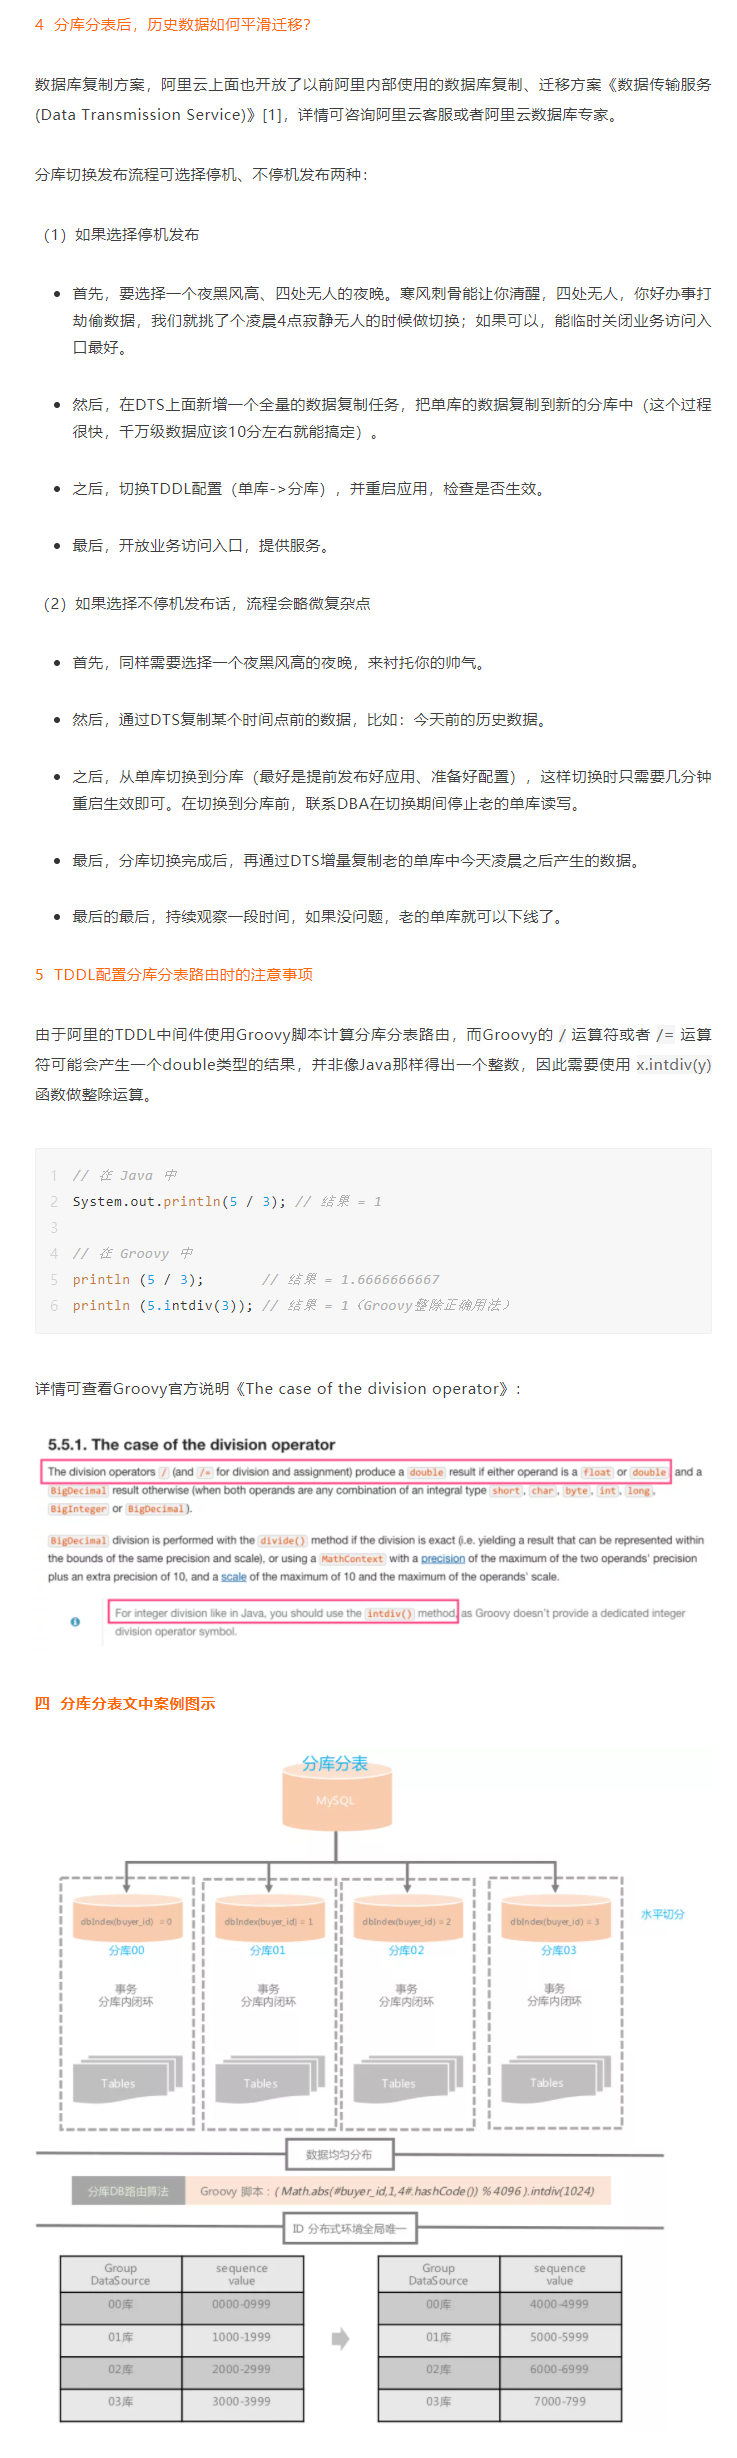 4 分库分表后，历史数据如何平滑迁移？
数据库复制方案，阿里云上面也开放了以前阿里内部使用的数据库复制、迁移方案《数据传输服务
(Data Transmission Service)》[1]，详情可咨询阿里云客服或者阿里云数据库专家。
分库切换发布流程可选择停机、不停机发布两种：
（1）如果选择停机发布
• 首先，要选择一个夜黑风高、四处无人的夜晚。寒风刺骨能让你清醒，四处无人，你好办事打
劫偷数据，我们就挑了个凌晨4点寂静无人的时候做切换；如果可以，能临时关闭业务访问入
口最好。
• 然后，在DTS上面新增一个全量的数据复制任务，把单库的数据复制到新的分库中（这个过程
很快，千万级数据应该10分左右就能搞定）。
• 之后，切换TDDL配置（单库->分库），并重启应用，检查是否生效。
• 最后，开放业务访问入口，提供服务。
（2）如果选择不停机发布话，流程会略微复杂点
• 首先，同样需要选择一个夜黑风高的夜晚，来衬托你的帅气。
• 然后，通过DTS复制某个时间点前的数据，比如：今天前的历史数据。
• 之后，从单库切换到分库（最好是提前发布好应用、准备好配置），这样切换时只需要几分钟
重启生效即可。在切换到分库前，联系DBA在切换期间停止老的单库读写。
• 最后，分库切换完成后，再通过DTS增量复制老的单库中今天凌晨之后产生的数据。
• 最后的最后，持续观察一段时间，如果没问题，老的单库就可以下线了。
5 TDDL配置分库分表路由时的注意事项
由于阿里的TDDL中间件使用Groovy脚本计算分库分表路由，而Groovy的 / 运算符或者 /= 运算
符可能会产生一个double类型的结果，并非像Java那样得出一个整数，因此需要使用 x.intdiv(y)
函数做整除运算。
1 // 在 Java 中
2 System.out.println(5 / 3); // 结果 = 1
3
4 // 在 Groovy 中
5 println (5 / 3); // 结果 = 1.6666666667
6 println (5.intdiv(3)); // 结果 = 1（Groovy整除正确用法）
详情可查看Groovy官方说明《The case of the division operator》：
5.5.1. The case of the division operator
The division operators / (and /= for division and assignment) produce a double result if either operand is a float or double and a
BigDecimal result otherwise (when both operands are any combination of an integral type short, char, byte, int, long,
BigInteger or BigDecimal).
BigDecimal division is performed with the divide() method if the division is exact (i.e. yielding a result that can be represented within
the bounds of the same precision and scale), or using a MathContext with a precision of the maximum of the two operands' precision
plus an extra precision of 10, and a scale of the maximum of 10 and the maximum of the operands' scale.
For integer division like in Java, you should use the intdiv() method, as Groovy doesn't provide a dedicated integer
division operator symbol.
四 分库分表文中案例图示
分库分表
MySQL
dbIndex(buyer_id) = 0 dbIndex(buyer_id) = 1 dbIndex(buyer_id) = 2 dbIndex(buyer_id) = 3 水平切分
分库00 分库01 分库02 分库03
事务 事务 事务 事务
分库内闭环 分库内闭环 分库内闭环 分库内闭环
Tables Tables Tables Tables
数据均匀分布
分库DB路由算法 Groovy 脚本：( Math.abs(#buyer_id,1,4#.hashCode()) % 4096 ).intdiv(1024)
ID 分布式环境全局唯一
Group DataSource sequence value Group DataSource sequence value
00库 0000-0999 00库 4000-4999
01库 1000-1999 01库 5000-5999
02库 2000-2999 02库 6000-6999
03库 3000-3999 03库 7000-799